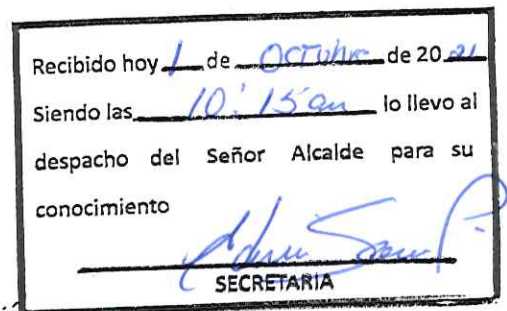 Recibido hoy 1 de Octubre de 20 21
Siendo las 10:15 am lo llevo al
despacho del Señor Alcalde para su
conocimiento
SECRETARIA